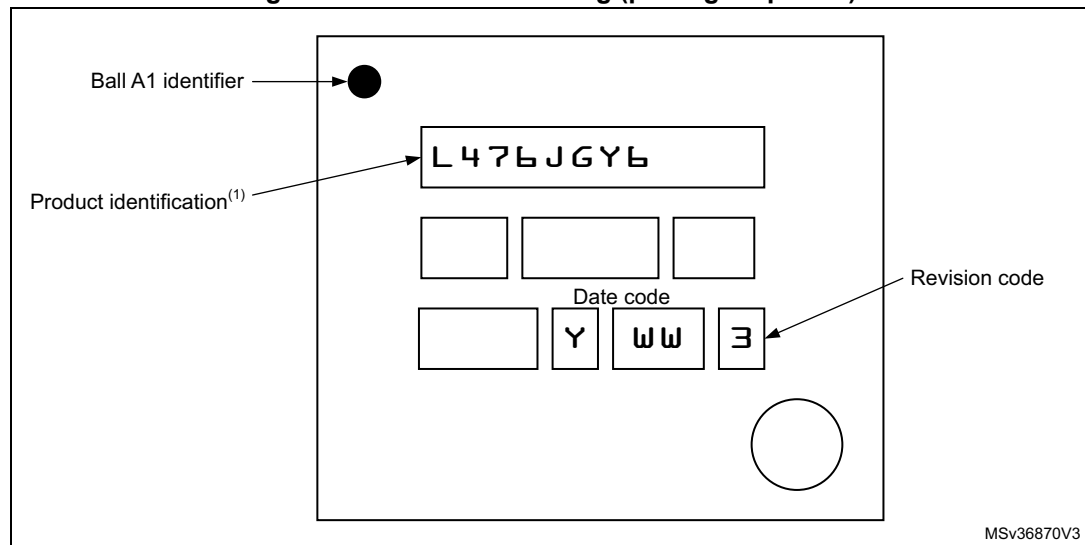 Ball A1 identifier
L476JGY6
Product identification(1)
Revision code
Date code
Y WW 3
MSv36870V3